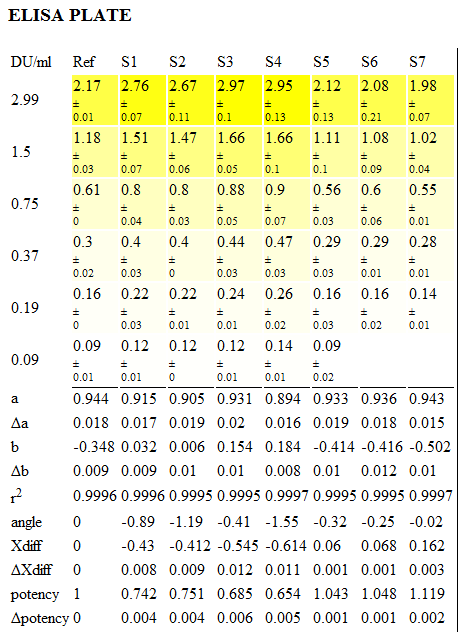 ELISA PLATE
DU/ml Ref S1 S2 S3 S4 S5 S6 S7
2.99 2.17 ± 0.01 2.76 ± 0.07 2.67 ± 0.11 2.97 ± 0.1 2.95 ± 0.13 2.12 ± 0.13 2.08 ± 0.21 1.98 ± 0.07
1.5 1.18 ± 0.03 1.51 ± 0.07 1.47 ± 0.06 1.66 ± 0.05 1.66 ± 0.1 1.11 ± 0.1 1.08 ± 0.09 1.02 ± 0.04
0.75 0.61 ± 0 0.8 ± 0.04 0.8 ± 0.03 0.88 ± 0.05 0.9 ± 0.07 0.56 ± 0.03 0.6 ± 0.06 0.55 ± 0.01
0.37 0.3 ± 0.02 0.4 ± 0.03 0.4 ± 0 0.44 ± 0.03 0.47 ± 0.03 0.29 ± 0.03 0.29 ± 0.01 0.28 ± 0.01
0.19 0.16 ± 0 0.22 ± 0.03 0.22 ± 0.01 0.24 ± 0.01 0.26 ± 0.02 0.16 ± 0.03 0.16 ± 0.02 0.14 ± 0.01
0.09 0.09 ± 0.01 0.12 ± 0.01 0.12 ± 0 0.12 ± 0.01 0.14 ± 0.01 0.09 ± 0.02
a 0.944 0.915 0.905 0.931 0.894 0.933 0.936 0.943
Δa 0.018 0.017 0.019 0.02 0.016 0.019 0.018 0.015
b -0.348 0.032 0.006 0.154 0.184 -0.414 -0.416 -0.502
Δb 0.009 0.009 0.01 0.01 0.008 0.01 0.012 0.01
r² 0.9996 0.9996 0.9995 0.9995 0.9997 0.9995 0.9995 0.9997
angle 0 -0.89 -1.19 -0.41 -1.55 -0.32 -0.25 -0.02
Xdiff 0 -0.43 -0.412 -0.545 -0.614 0.06 0.068 0.162
ΔXdiff 0 0.008 0.009 0.012 0.011 0.001 0.001 0.003
potency 1 0.742 0.751 0.685 0.654 1.043 1.048 1.119
Δpotency 0 0.004 0.004 0.006 0.005 0.001 0.001 0.002